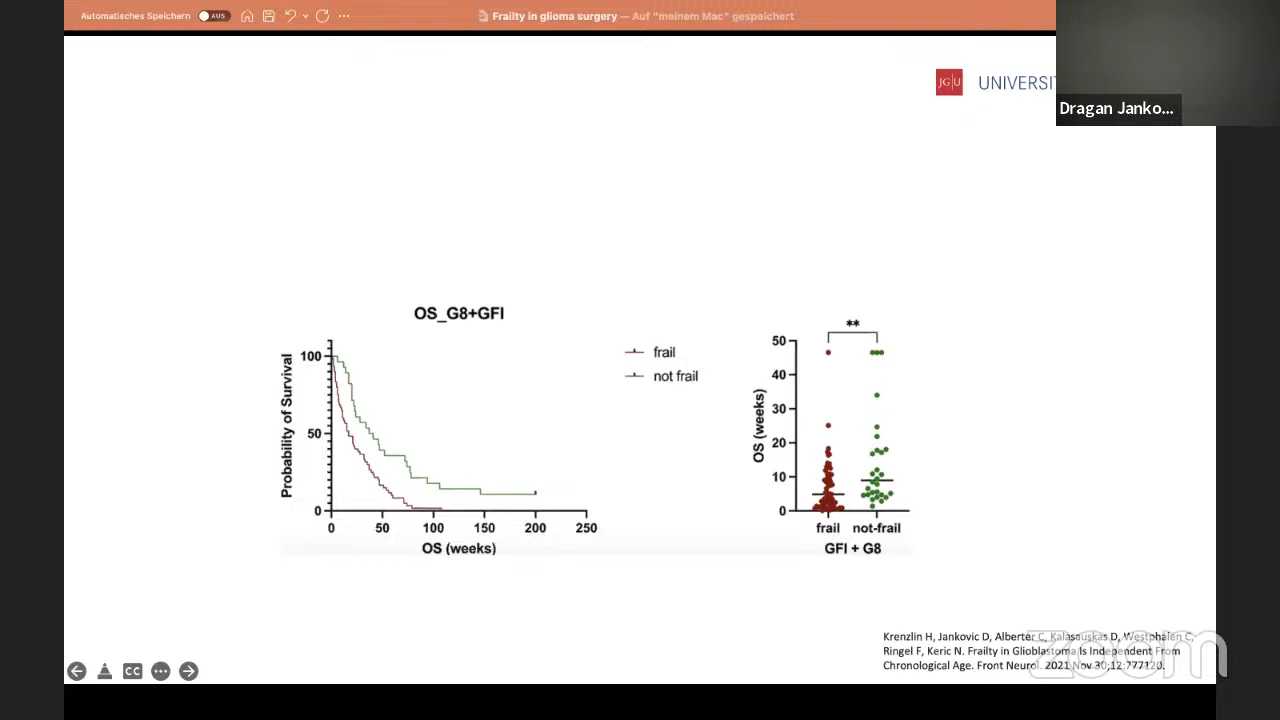 Automatisches Speichern AUS
Frailty in glioma surgery — Auf "meinem Mac" gespeichert
JG|U UNIVERSI
Dragan Janko...
OS_G8+GFI
Probability of Survival
100
50
0
0 50 100 150 200 250
OS (weeks)
frail
not frail
**
OS (weeks)
50
40
30
20
10
0
frail not-frail
GFI + G8
Krenzlin H, Jankovic D, Alberter C, Kalasauskas D, Westphalen C,
Ringel F, Keric N. Frailty in Glioblastoma Is Independent From
Chronological Age. Front Neurol. 2021 Nov 30;12:777120.
CC
zoom